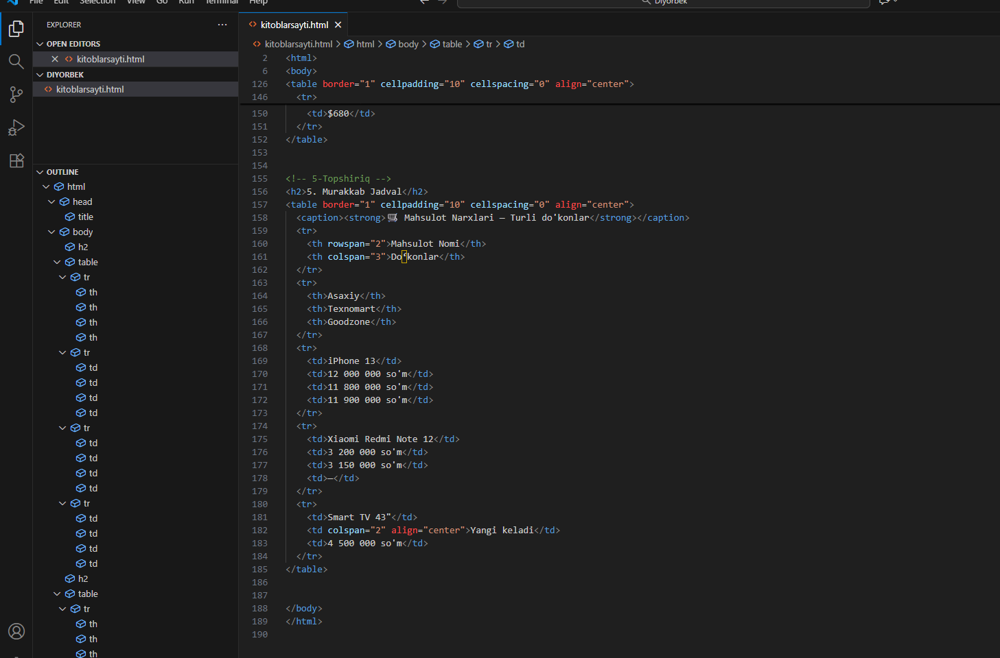 File Edit Selection View Go Run Terminal Help
Diyorbek
EXPLORER
OPEN EDITORS
kitoblarsayti.html
DIYORBEK
kitoblarsayti.html
OUTLINE
html
head
title
body
h2
table
tr
th
th
th
th
tr
td
td
td
td
tr
td
td
td
td
tr
td
td
td
td
h2
table
tr
th
th
th
kitoblarsayti.html
kitoblarsayti.html > html > body > table > tr > td
2 <html>
6 <body>
126 <table border="1" cellpadding="10" cellspacing="0" align="center">
146 <tr>
150 <td>$680</td>
151 </tr>
152 </table>
153
154
155 <!-- 5-Topshiriq -->
156 <h2>5. Murakkab Jadval</h2>
157 <table border="1" cellpadding="10" cellspacing="0" align="center">
158 <caption><strong>🛒 Mahsulot Narxlari – Turli do'konlar</strong></caption>
159 <tr>
160 <th rowspan="2">Mahsulot Nomi</th>
161 <th colspan="3">Do‘konlar</th>
162 </tr>
163 <tr>
164 <th>Asaxiy</th>
165 <th>Texnomart</th>
166 <th>Goodzone</th>
167 </tr>
168 <tr>
169 <td>iPhone 13</td>
170 <td>12 000 000 so'm</td>
171 <td>11 800 000 so'm</td>
172 <td>11 900 000 so'm</td>
173 </tr>
174 <tr>
175 <td>Xiaomi Redmi Note 12</td>
176 <td>3 200 000 so'm</td>
177 <td>3 150 000 so'm</td>
178 <td>—</td>
179 </tr>
180 <tr>
181 <td>Smart TV 43"</td>
182 <td colspan="2" align="center">Yangi keladi</td>
183 <td>4 500 000 so'm</td>
184 </tr>
185 </table>
186
187
188 </body>
189 </html>
190